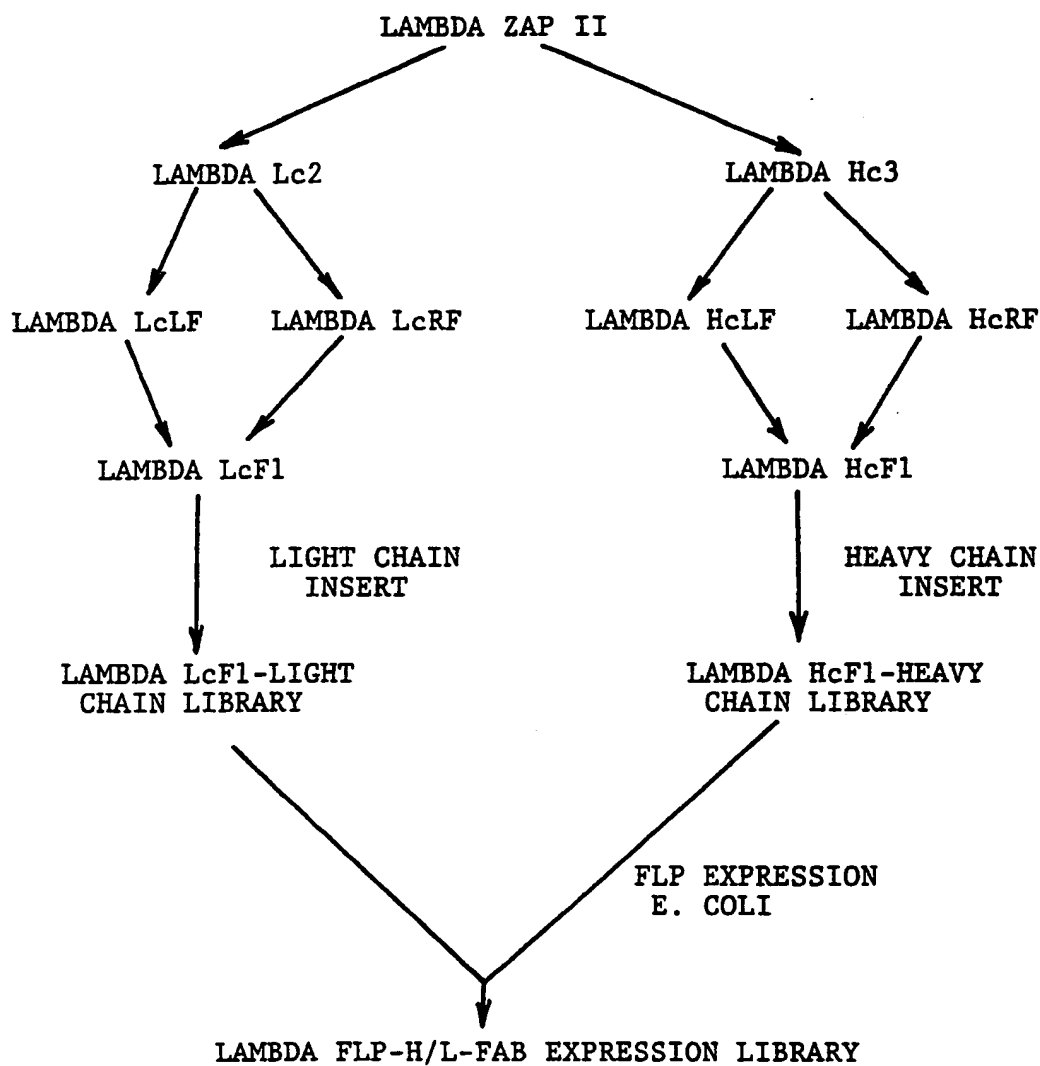 LAMBDA ZAP II
LAMBDA Lc2
LAMBDA Hc3
LAMBDA LcLF
LAMBDA LcRF
LAMBDA HcLF
LAMBDA HcRF
LAMBDA LcF1
LAMBDA HcF1
LIGHT CHAIN
INSERT
HEAVY CHAIN
INSERT
LAMBDA LcF1-LIGHT
CHAIN LIBRARY
LAMBDA HcF1-HEAVY
CHAIN LIBRARY
FLP EXPRESSION
E. COLI
LAMBDA FLP-H/L-FAB EXPRESSION LIBRARY